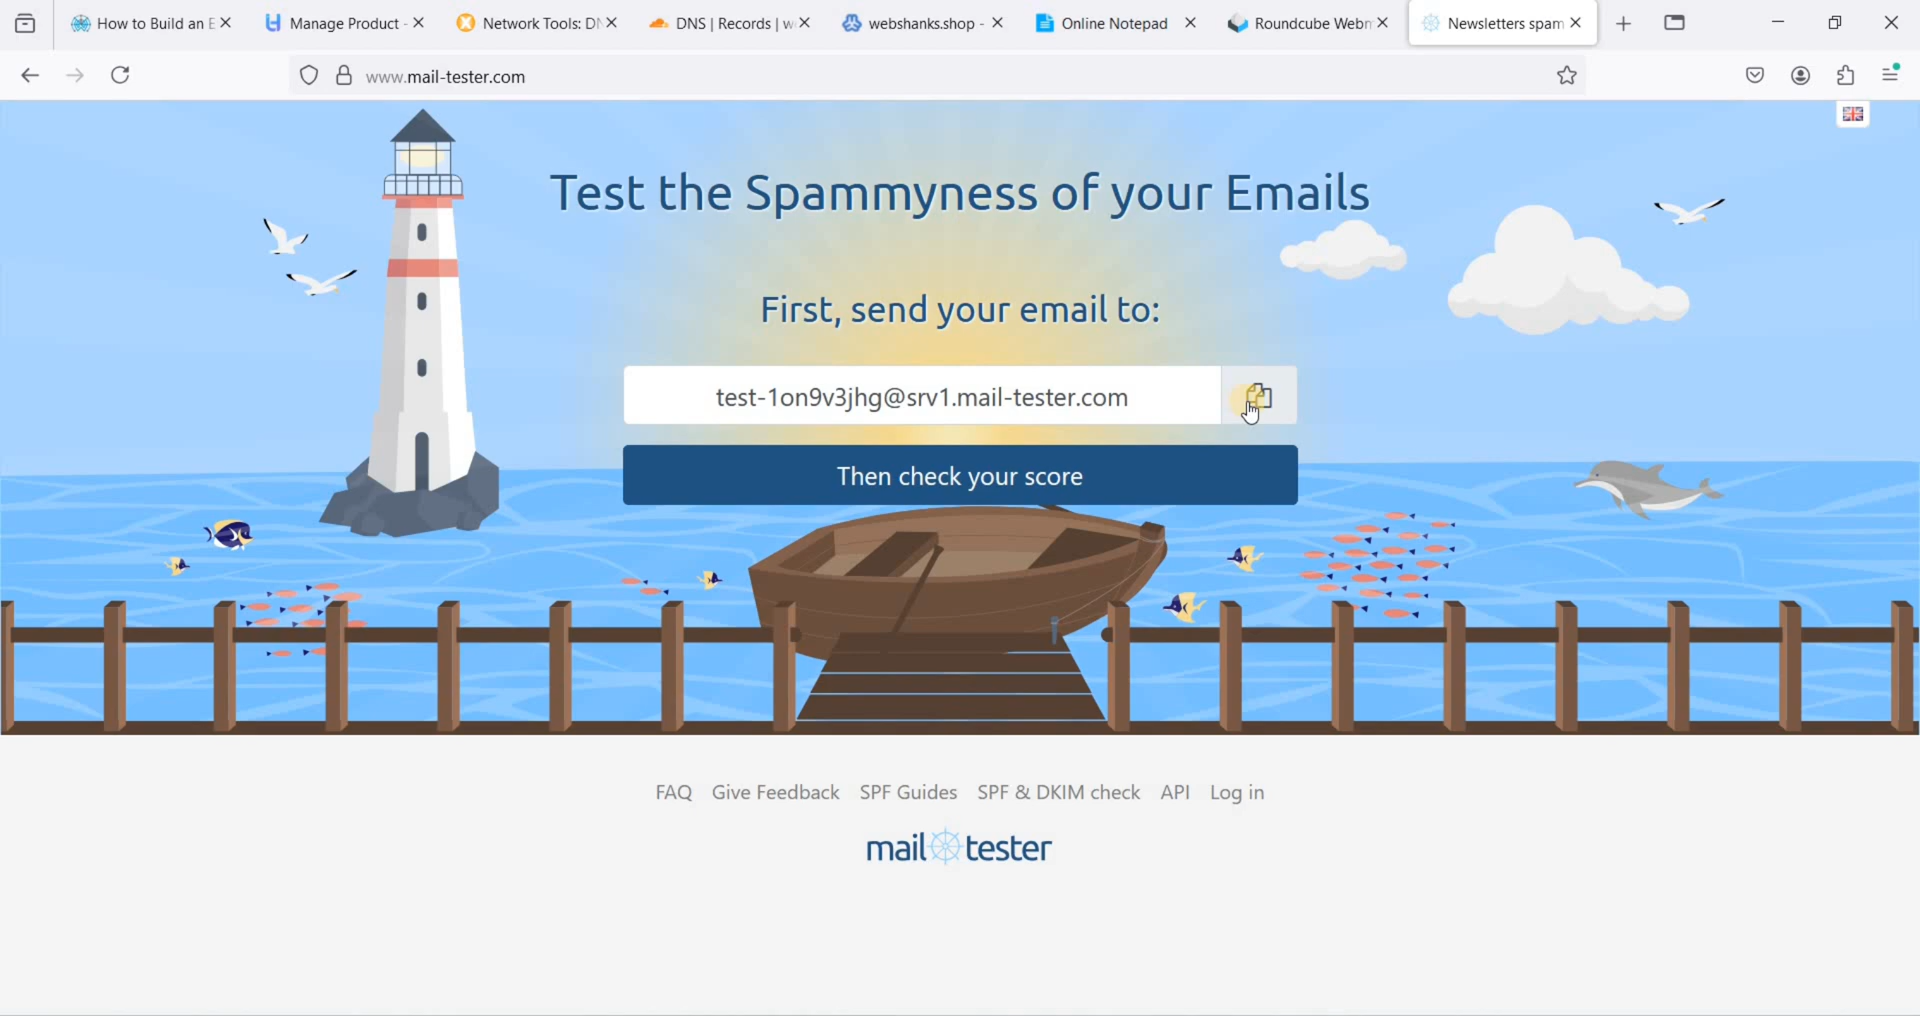 How to Build an E
Manage Product -
Network Tools: DN
DNS | Records | w
webshanks.shop -
Online Notepad
Roundcube Webm
Newsletters spam
www.mail-tester.com
Test the Spammyness of your Emails
First, send your email to:
test-1on9v3jhg@srv1.mail-tester.com
Then check your score
FAQ Give Feedback SPF Guides SPF & DKIM check API Log in
mail tester